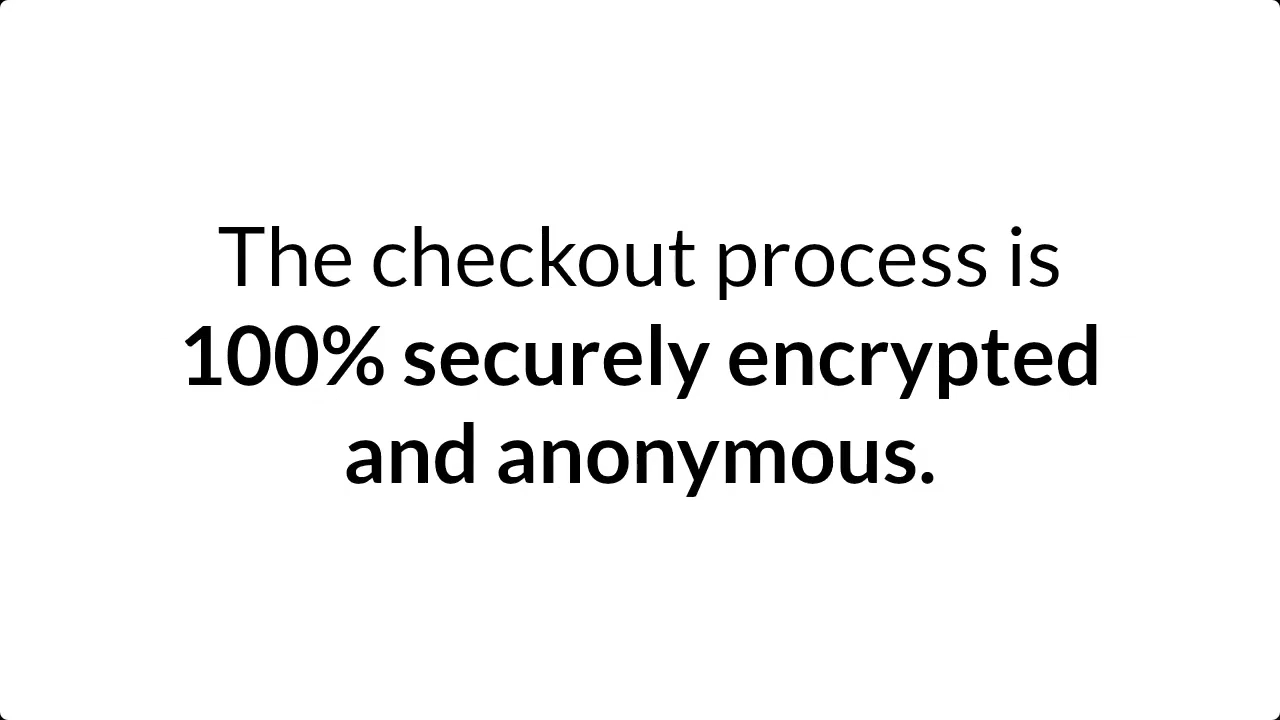 The checkout process is
100% securely encrypted
and anonymous.